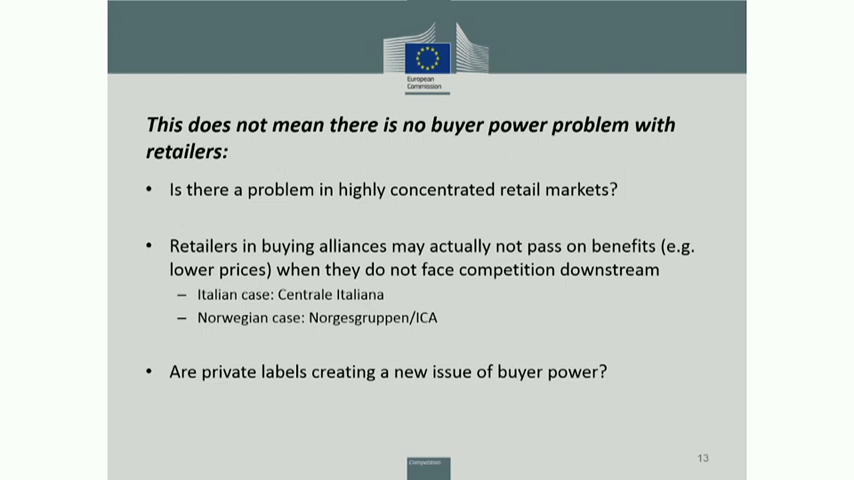 European
Commission
This does not mean there is no buyer power problem with
retailers:
• Is there a problem in highly concentrated retail markets?
• Retailers in buying alliances may actually not pass on benefits (e.g.
lower prices) when they do not face competition downstream
– Italian case: Centrale Italiana
– Norwegian case: Norgesgruppen/ICA
• Are private labels creating a new issue of buyer power?
13
Competition